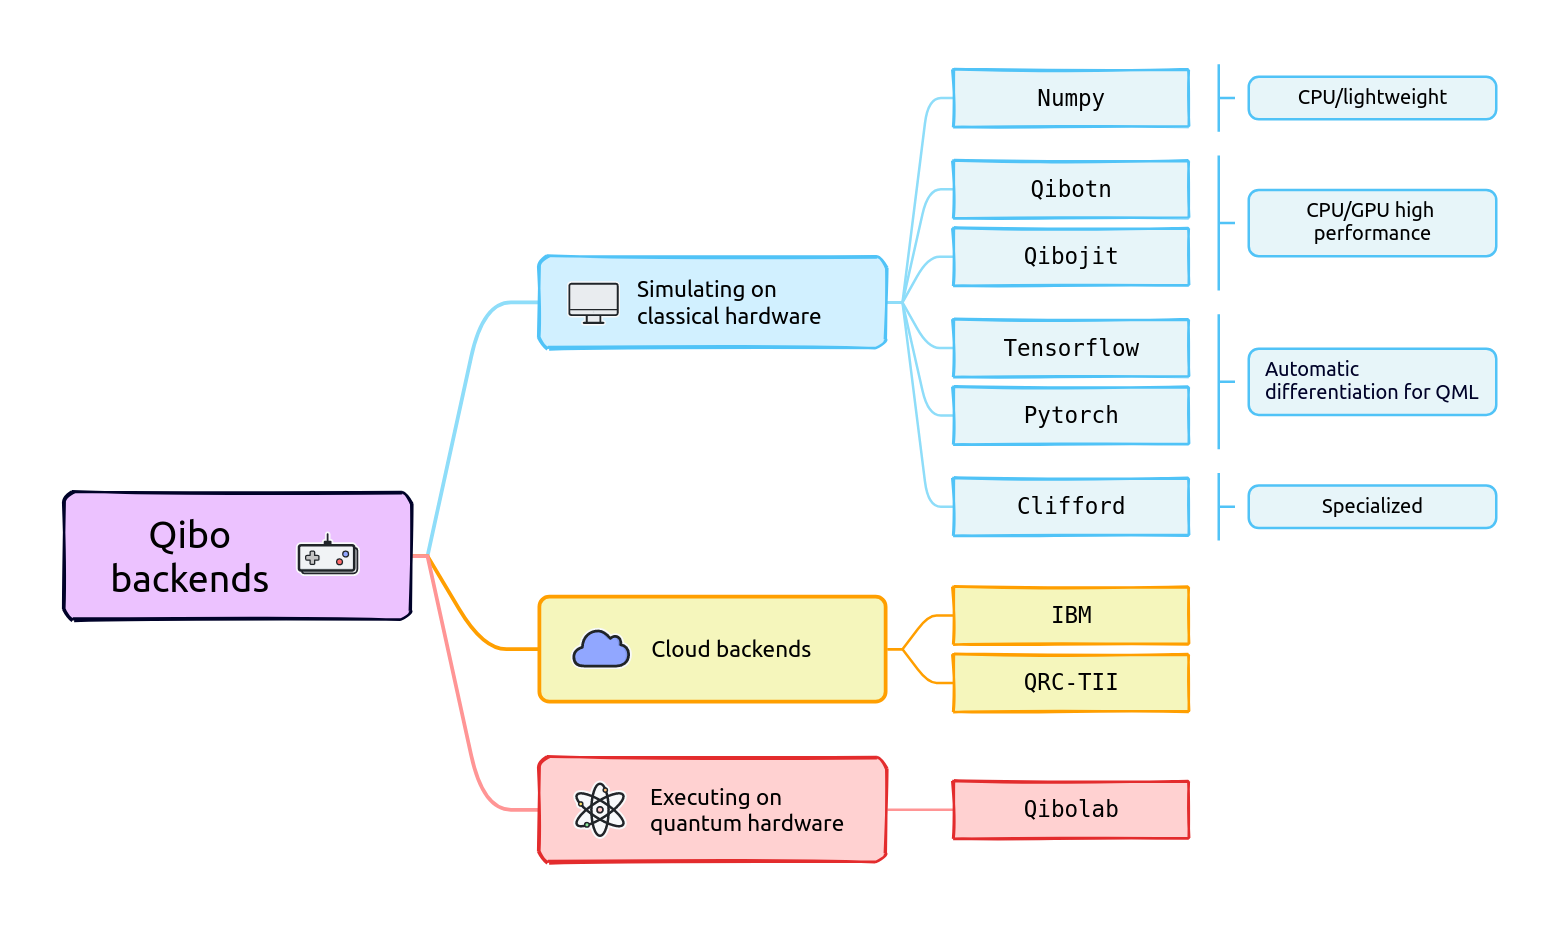 Qibo
backends
Simulating on
classical hardware
Numpy
CPU/lightweight
Qibotn
Qibojit
CPU/GPU high
performance
Tensorflow
Pytorch
Automatic
differentiation for QML
Clifford
Specialized
Cloud backends
IBM
QRC-TII
Executing on
quantum hardware
Qibolab